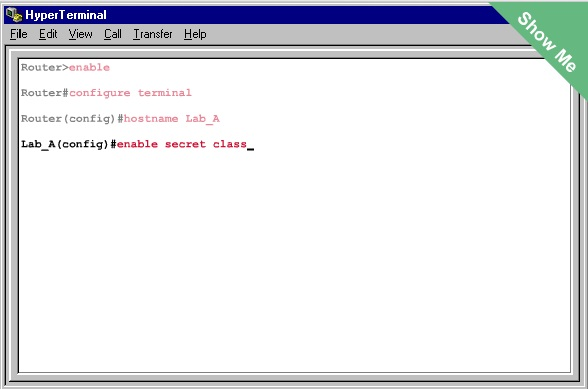 HyperTerminal
File Edit View Call Transfer Help
Show Me
Router>enable
Router#configure terminal
Router(config)#hostname Lab_A
Lab_A(config)#enable secret class_